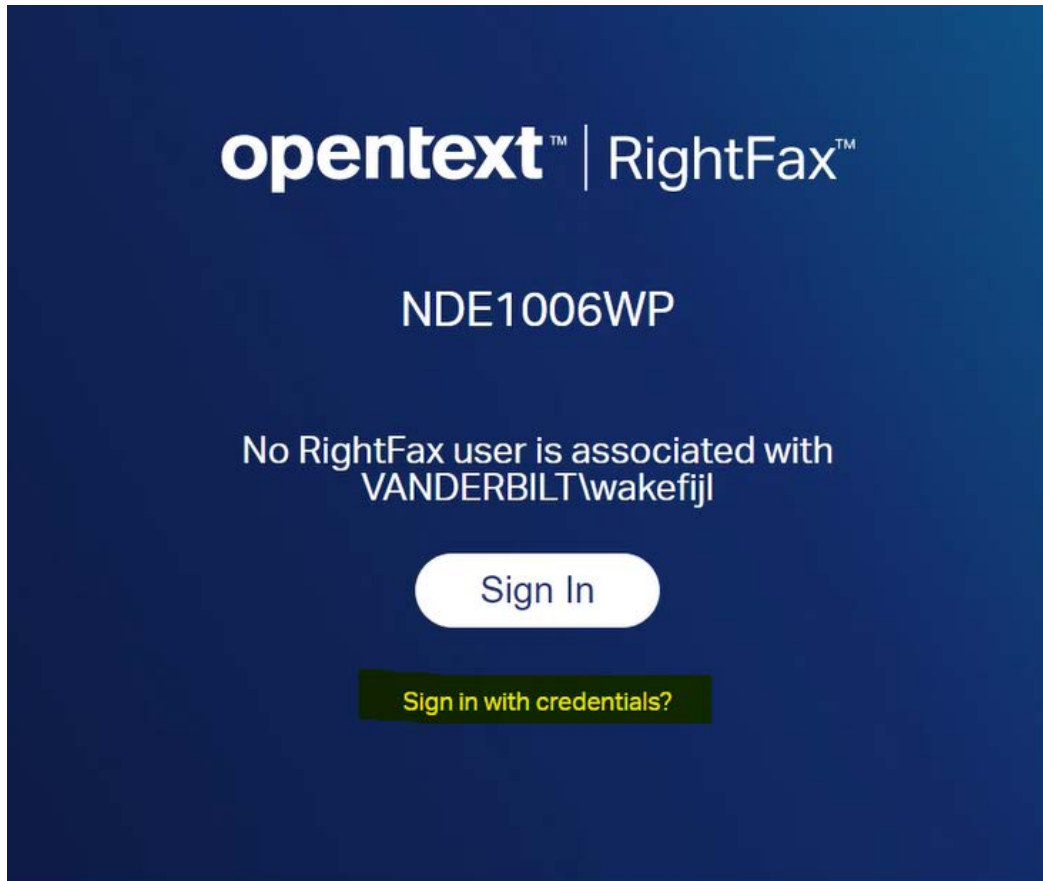 opentext™ | RightFax™
NDE1006WP
No RightFax user is associated with
VANDERBILT\wakefijl
Sign In
Sign in with credentials?